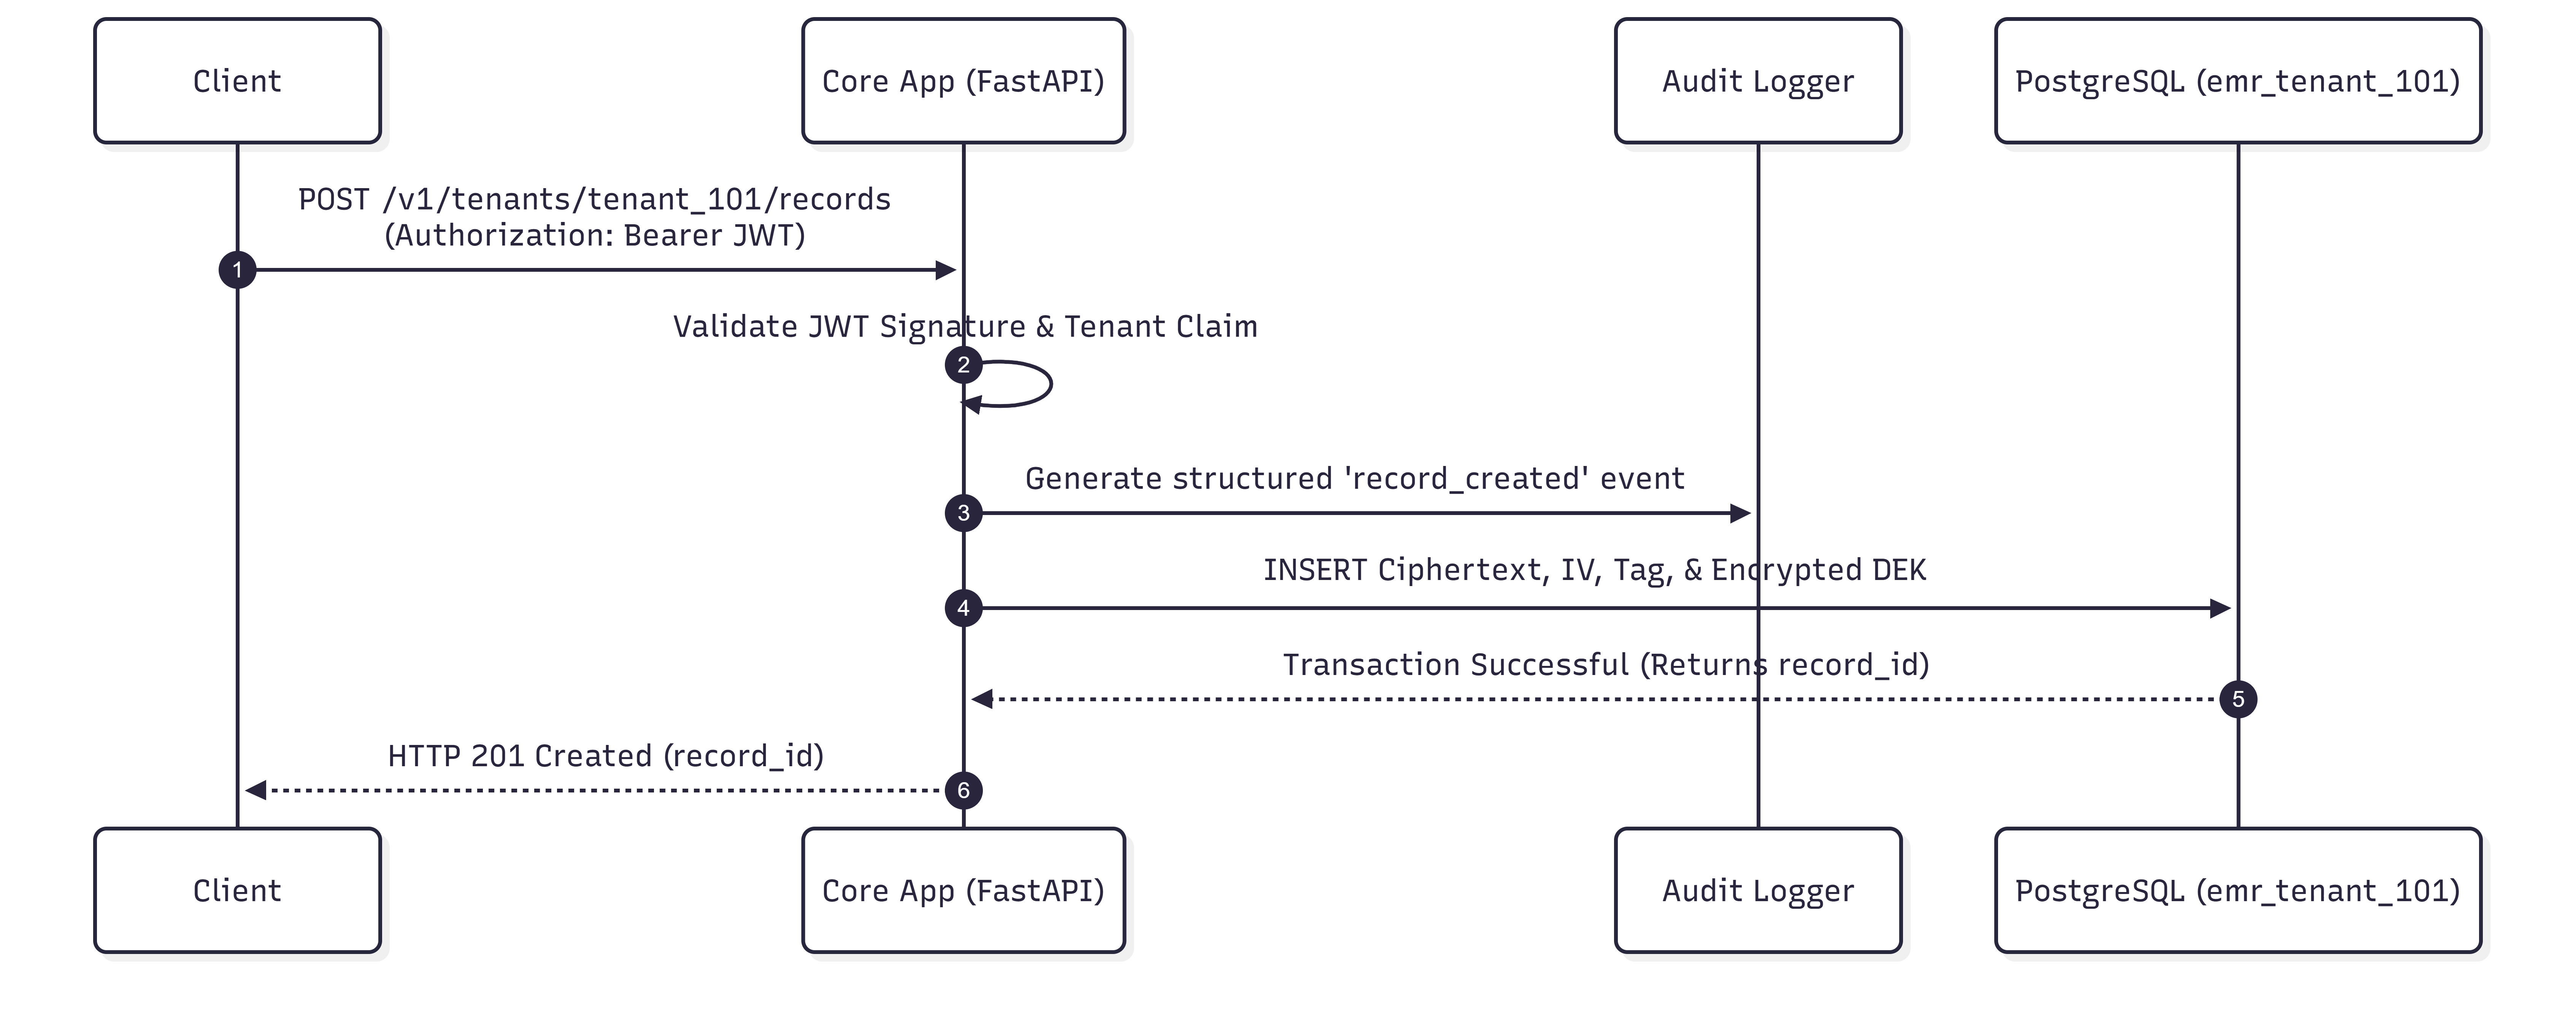 Client
Core App (FastAPI)
Audit Logger
PostgreSQL (emr_tenant_101)
POST /v1/tenants/tenant_101/records
(Authorization: Bearer JWT)
1
Validate JWT Signature & Tenant Claim
2
Generate structured 'record_created' event
3
INSERT Ciphertext, IV, Tag, & Encrypted DEK
4
Transaction Successful (Returns record_id)
5
HTTP 201 Created (record_id)
6
Client
Core App (FastAPI)
Audit Logger
PostgreSQL (emr_tenant_101)